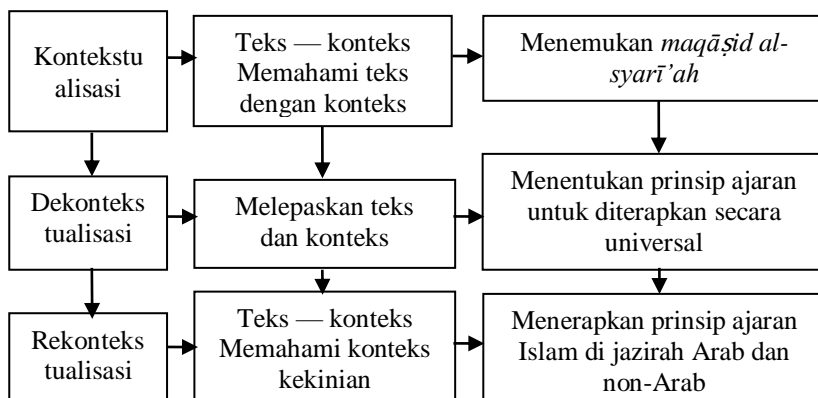 Kontekstu
alisasi
Teks — konteks
Memahami teks
dengan konteks
Menemukan maqāṣid al-
syarī’ah
Dekonteks
tualisasi
Melepaskan teks
dan konteks
Menentukan prinsip ajaran
untuk diterapkan secara
universal
Rekonteks
tualisasi
Teks — konteks
Memahami konteks
kekinian
Menerapkan prinsip ajaran
Islam di jazirah Arab dan
non-Arab